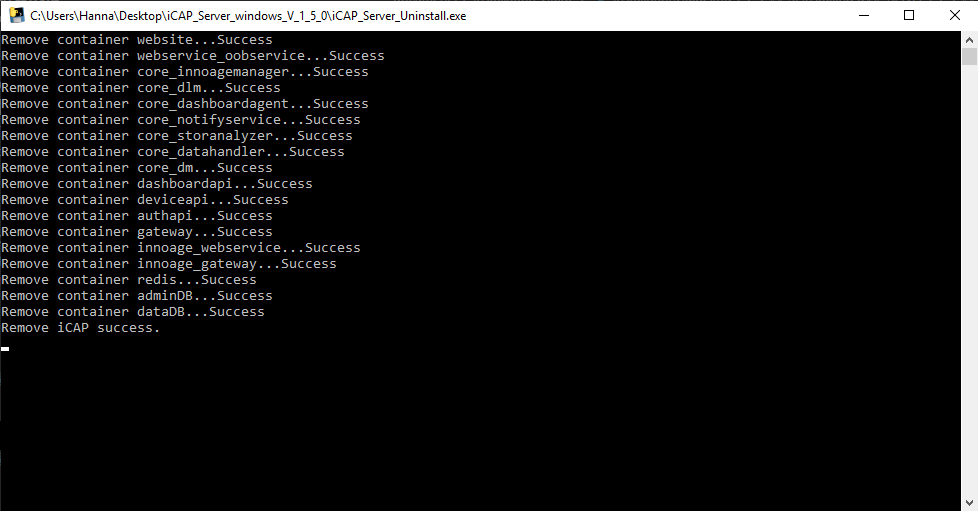 C:\Users\Hanna\Desktop\iCAP_Server_windows_V_1_5_0\iCAP_Server_Uninstall.exe
Remove container website...Success
Remove container webservice_oobservice...Success
Remove container core_innoagemanager...Success
Remove container core_dlm...Success
Remove container core_dashboardagent...Success
Remove container core_notifyservice...Success
Remove container core_storanalyzer...Success
Remove container core_datahandler...Success
Remove container core_dm...Success
Remove container dashboardapi...Success
Remove container deviceapi...Success
Remove container authapi...Success
Remove container gateway...Success
Remove container innoage_webservice...Success
Remove container innoage_gateway...Success
Remove container redis...Success
Remove container adminDB...Success
Remove container dataDB...Success
Remove iCAP success.